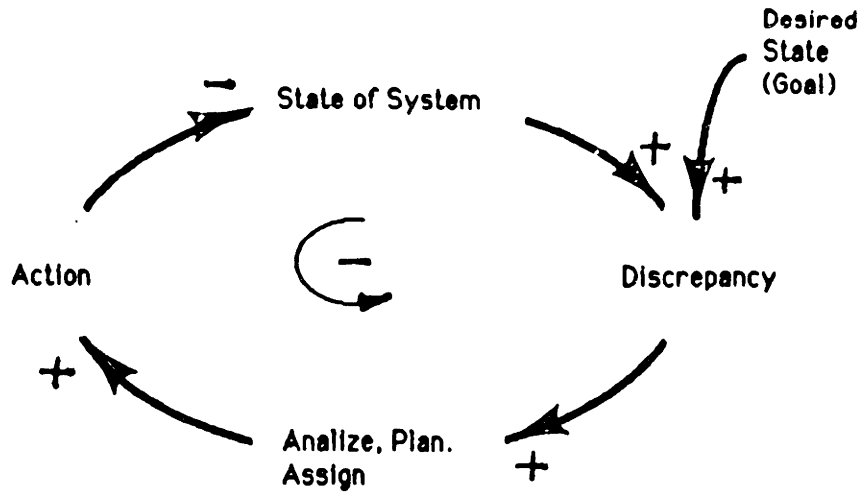 Desired
State
(Goal)
−
State of System
+
+
−
Action
Discrepancy
+
Analize, Plan.
Assign
+